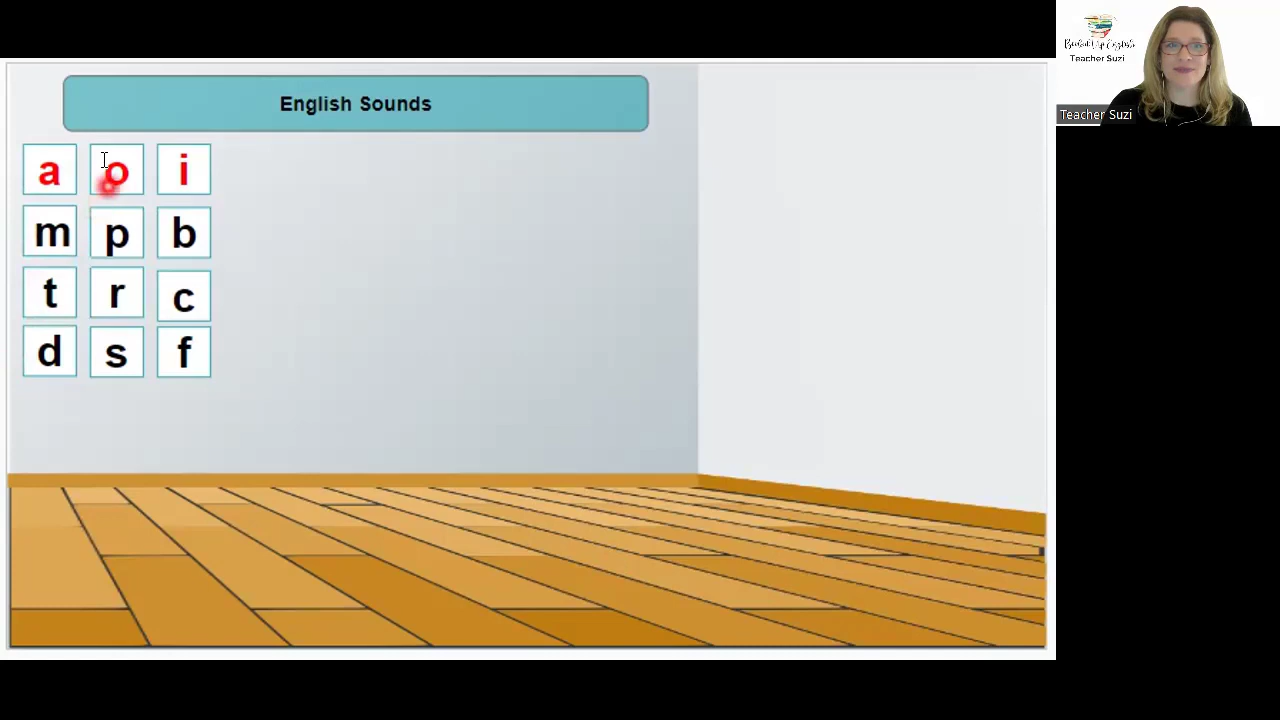 English Sounds
a o i
m p b
t r c
d s f
Teacher Suzi
Teacher Suzi